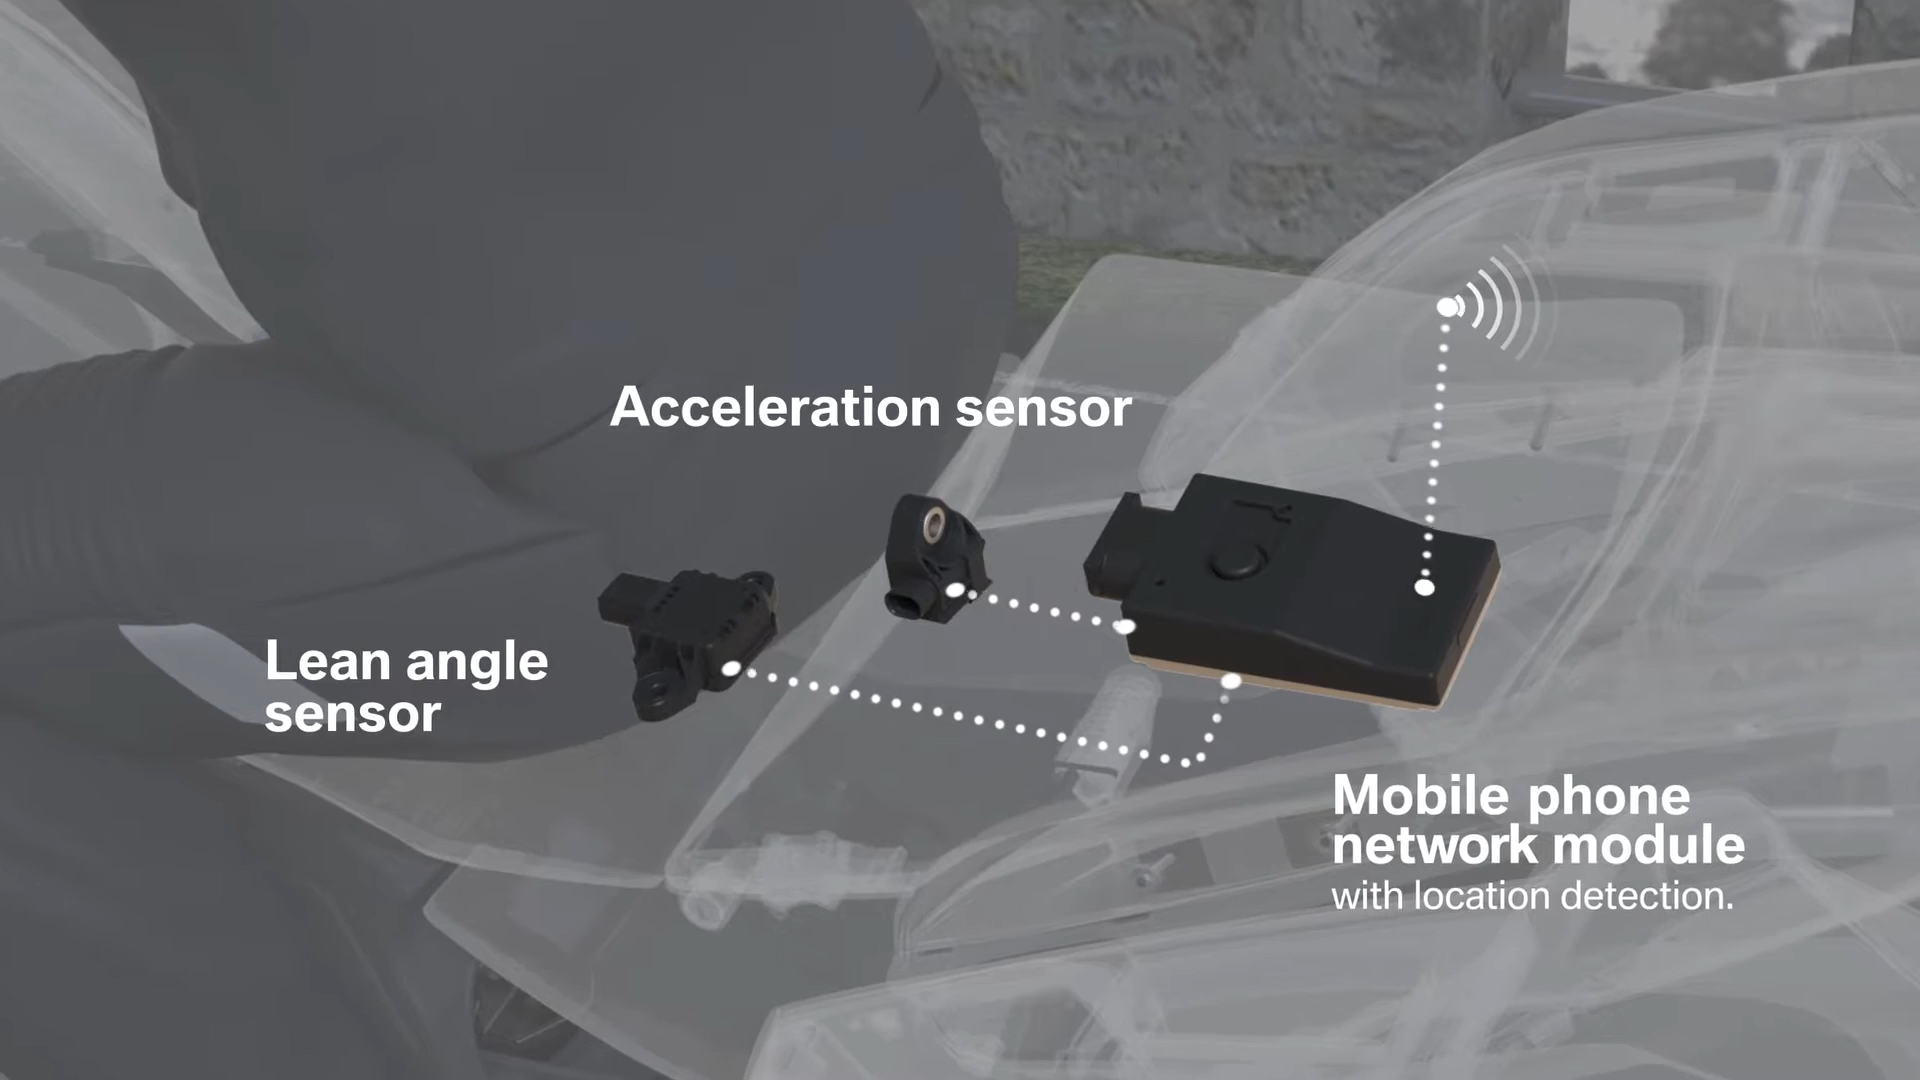 Acceleration sensor
Lean angle
sensor
Mobile phone
network module
with location detection.